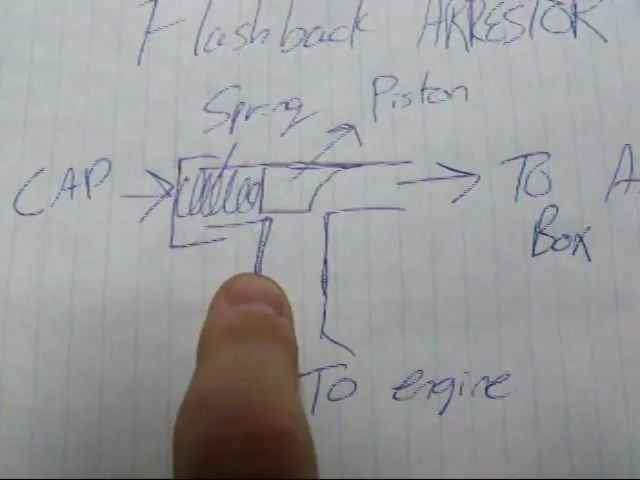 Flashback ARRESTOR
Spring
Piston
CAP
TO A
Box
TO engine